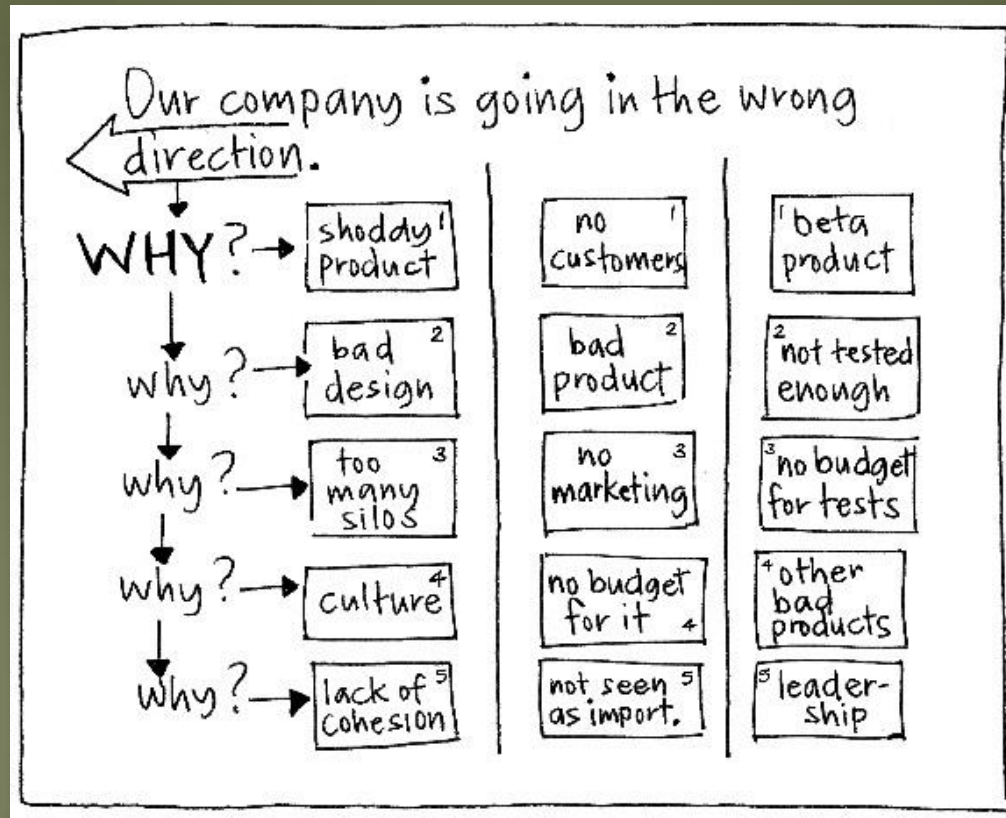 Our company is going in the wrong
direction.
WHY?
shoddy 1
product
no 1
customers
1 beta
product
why?
bad 2
design
bad 2
product
2 not tested
enough
why?
too 3
many
silos
no 3
marketing
3 no budget
for tests
why?
culture 4
no budget
for it 4
4 other
bad
products
why?
lack of 5
cohesion
not seen 5
as import.
5 leader-
ship